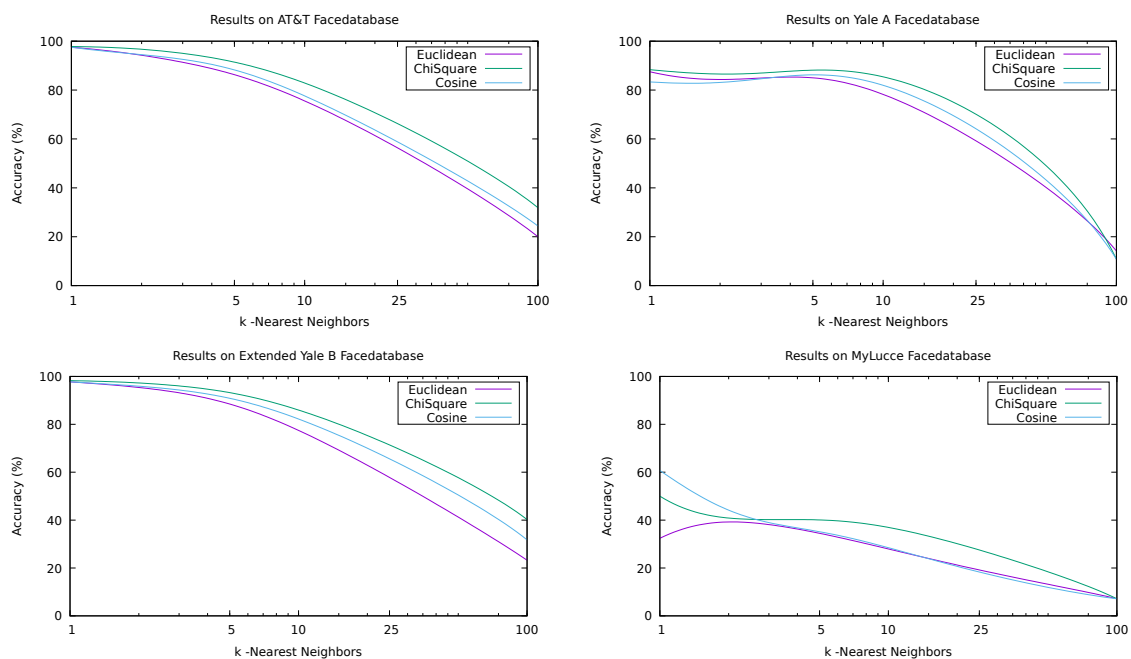 Results on AT&T Facedatabase
100
80
60
40
20
0
Accuracy (%)
Euclidean
ChiSquare
Cosine
1 5 10 25 100
k -Nearest Neighbors
Results on Yale A Facedatabase
100
80
60
40
20
0
Accuracy (%)
Euclidean
ChiSquare
Cosine
1 5 10 25 100
k -Nearest Neighbors
Results on Extended Yale B Facedatabase
100
80
60
40
20
0
Accuracy (%)
Euclidean
ChiSquare
Cosine
1 5 10 25 100
k -Nearest Neighbors
Results on MyLucce Facedatabase
100
80
60
40
20
0
Accuracy (%)
Euclidean
ChiSquare
Cosine
1 5 10 25 100
k -Nearest Neighbors